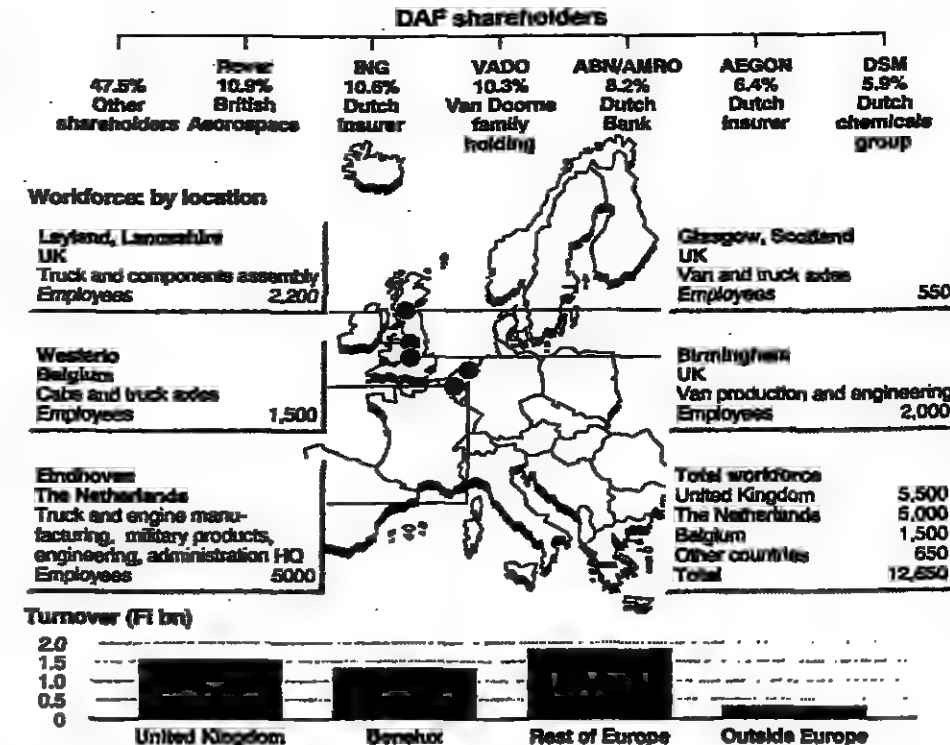 DAF shareholders
47.5%
Other
shareholders
Rover
10.9%
British
Aerospace
ING
10.6%
Dutch
insurer
VADO
10.3%
Van Doorne
family
holding
ABN/AMRO
8.2%
Dutch
Bank
AEGON
6.4%
Dutch
insurer
DSM
5.9%
Dutch
chemicals
group
Workforce: by location
Leyland, Lancashire
UK
Truck and components assembly
Employees 2,200
Glasgow, Scotland
UK
Van and truck axles
Employees 550
Westerlo
Belgium
Cabs and truck axles
Employees 1,500
Birmingham
UK
Van production and engineering
Employees 2,000
Eindhoven
The Netherlands
Truck and engine manu-
facturing, military products,
engineering, administration HQ
Employees 5000
Total workforce
United Kingdom 5,500
The Netherlands 5,000
Belgium 1,500
Other countries 650
Total 12,650
Turnover (Fl bn)
2.0
1.5
1.0
0.5
0
United Kingdom
Benelux
Rest of Europe
Outside Europe